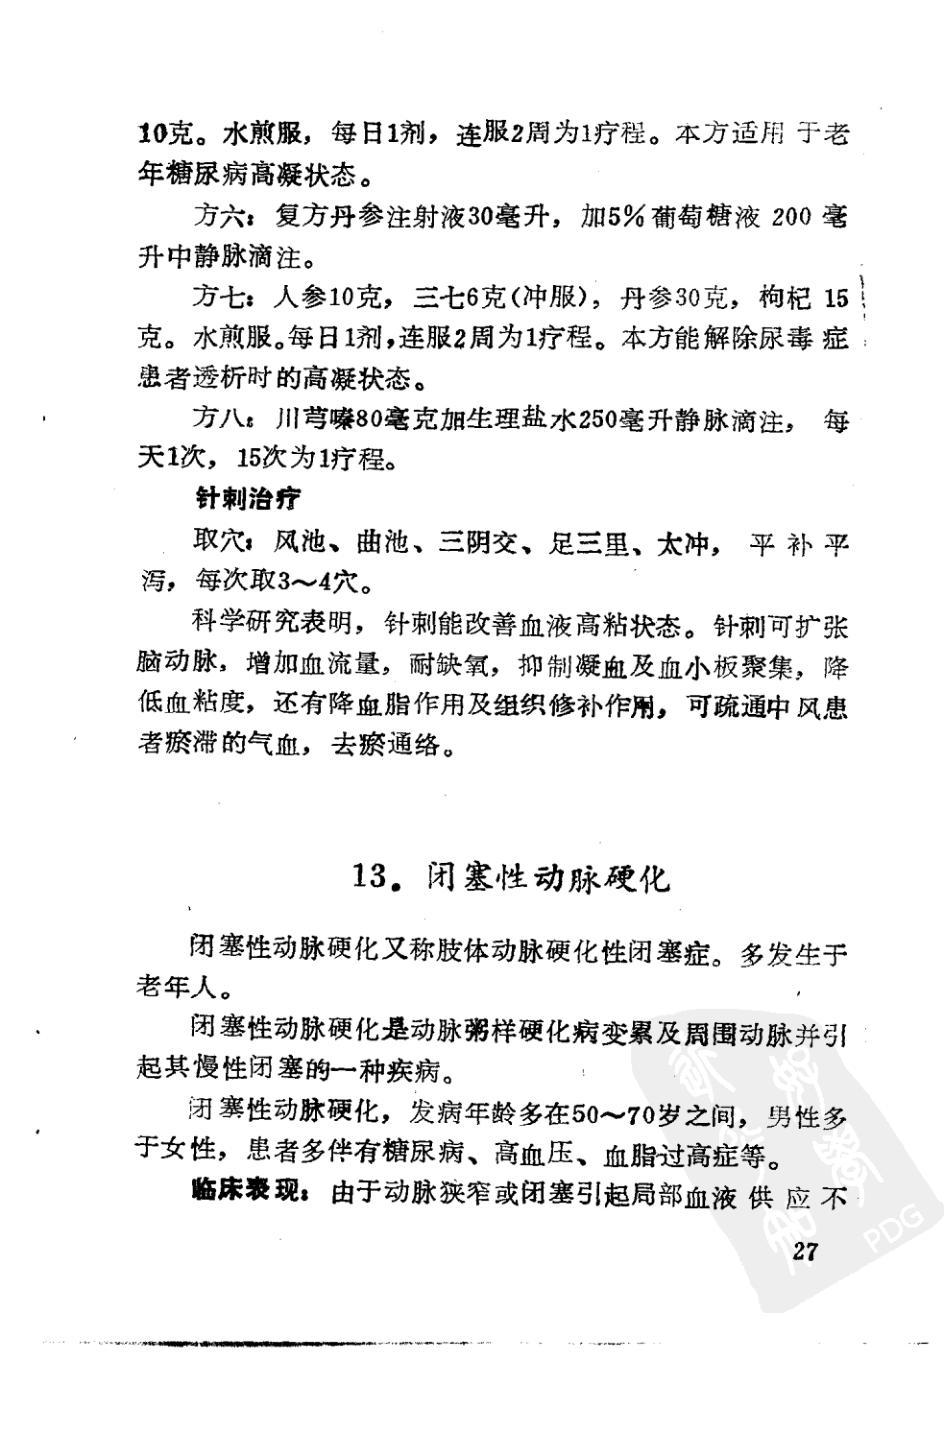 10克。水煎服，每日1剂，连服2周为1疗程。本方适用于老
年糖尿病高凝状态。
方六：复方丹参注射液30毫升，加5％葡萄糖液200毫
升中静脉滴注。
方七：人参10克，三七6克(冲服)，丹参30克，枸杞15
克。水煎服。每日1剂，连服2周为1疗程。本方能解除尿毒症
患者透析时的高凝状态。
方八：川芎嗪80毫克加生理盐水250毫升静脉滴注，每
天1次，15次为1疗程。
针刺治疗
取穴：风池、曲池、三阴交、足三里、太冲，平补平
泻，每次取3～4穴。
科学研究表明，针刺能改善血液高粘状态。针刺可扩张
脑动脉，增加血流量，耐缺氧，抑制凝血及血小板聚集，降
低血粘度，还有降血脂作用及组织修补作用，可疏通中风患
者瘀滞的气血，去瘀通络。
13．闭塞性动脉硬化
闭塞性动脉硬化又称肢体动脉硬化性闭塞症。多发生于
老年人。
闭塞性动脉硬化是动脉粥样硬化病变累及周围动脉并引
起其慢性闭塞的一种疾病。
闭塞性动脉硬化，发病年龄多在50～70岁之间，男性多
于女性，患者多伴有糖尿病、高血压、血脂过高症等。
临床表现：由于动脉狭窄或闭塞引起局部血液供应不
27
PDG